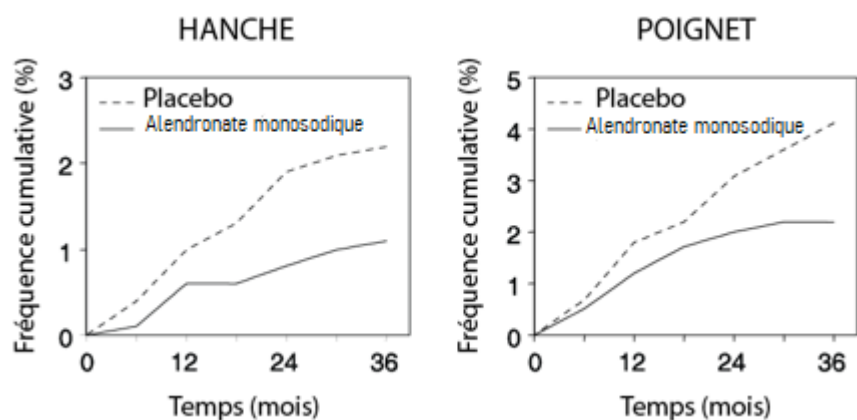 HANCHE
Fréquence cumulative (%)
3
2
1
0
Placebo
Alendronate monosodique
0 12 24 36
Temps (mois)
POIGNET
Fréquence cumulative (%)
5
4
3
2
1
0
Placebo
Alendronate monosodique
0 12 24 36
Temps (mois)